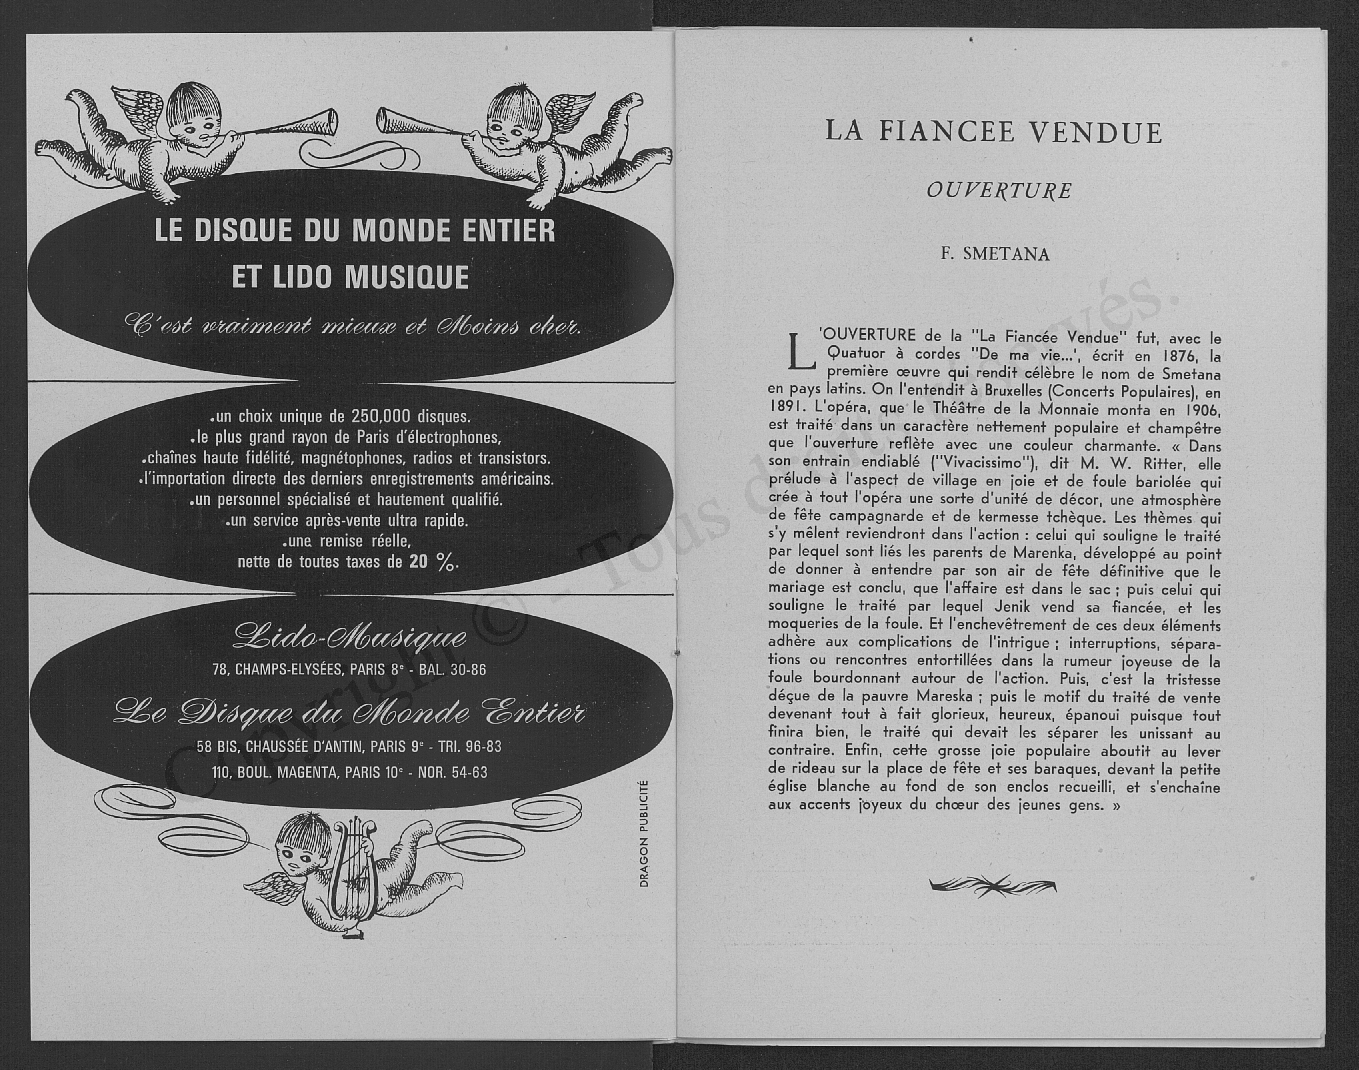 LE DISQUE DU MONDE ENTIER
ET LIDO MUSIQUE
C'est vraiment mieux et Moins cher.
.un choix unique de 250,000 disques.
.le plus grand rayon de Paris d'électrophones,
.chaînes haute fidélité, magnétophones, radios et transistors.
.l'importation directe des derniers enregistrements américains.
.un personnel spécialisé et hautement qualifié.
.un service après-vente ultra rapide.
.une remise réelle,
nette de toutes taxes de 20 %.
Lido-Musique
78, CHAMPS-ELYSÉES, PARIS 8e - BAL. 30-86
Le Disque du Monde Entier
58 BIS, CHAUSSÉE D'ANTIN, PARIS 9e - TRI. 96-83
110, BOUL. MAGENTA, PARIS 10e - NOR. 54-63
DRAGON PUBLICITÉ
LA FIANCEE VENDUE
OUVERTURE
F. SMETANA
L'OUVERTURE de la "La Fiancée Vendue" fut, avec le
Quatuor à cordes "De ma vie...', écrit en 1876, la
première œuvre qui rendit célèbre le nom de Smetana
en pays latins. On l'entendit à Bruxelles (Concerts Populaires), en
1891. L'opéra, que le Théâtre de la Monnaie monta en 1906,
est traité dans un caractère nettement populaire et champêtre
que l'ouverture reflète avec une couleur charmante. « Dans
son entrain endiablé ("Vivacissimo"), dit M. W. Ritter, elle
prélude à l'aspect de village en joie et de foule bariolée qui
crée à tout l'opéra une sorte d'unité de décor, une atmosphère
de fête campagnarde et de kermesse tchèque. Les thèmes qui
s'y mêlent reviendront dans l'action : celui qui souligne le traité
par lequel sont liés les parents de Marenka, développé au point
de donner à entendre par son air de fête définitive que le
mariage est conclu, que l'affaire est dans le sac ; puis celui qui
souligne le traité par lequel Jenik vend sa fiancée, et les
moqueries de la foule. Et l'enchevêtrement de ces deux éléments
adhère aux complications de l'intrigue ; interruptions, sépara-
tions ou rencontres entortillées dans la rumeur joyeuse de la
foule bourdonnant autour de l'action. Puis, c'est la tristesse
déçue de la pauvre Mareska ; puis le motif du traité de vente
devenant tout à fait glorieux, heureux, épanoui puisque tout
finira bien, le traité qui devait les séparer les unissant au
contraire. Enfin, cette grosse joie populaire aboutit au lever
de rideau sur la place de fête et ses baraques, devant la petite
église blanche au fond de son enclos recueilli, et s'enchaîne
aux accents joyeux du chœur des jeunes gens. »
Copyright © - Tous droits réservés.